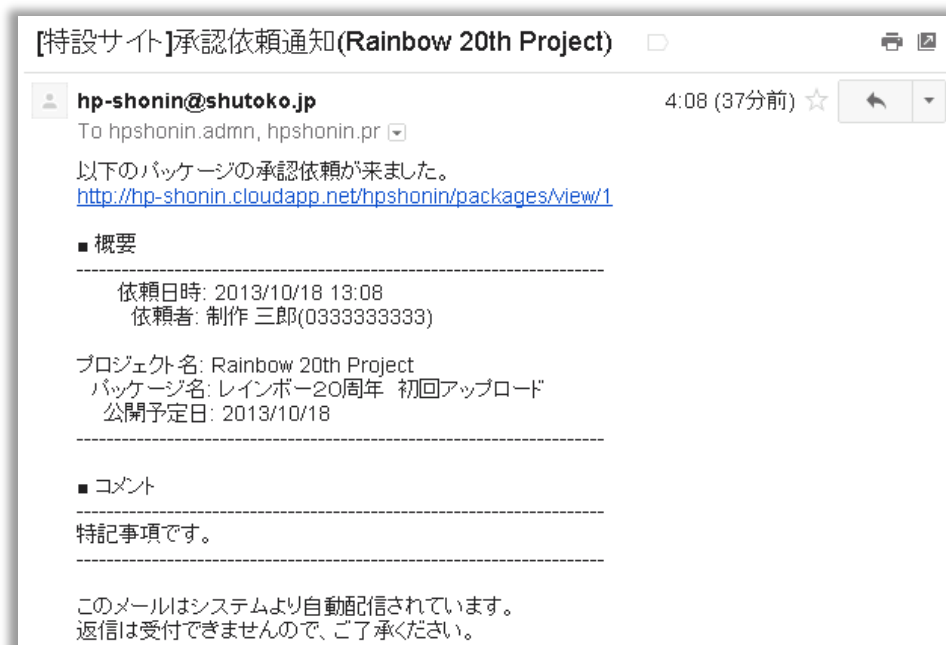 [特設サイト]承認依頼通知(Rainbow 20th Project)
hp-shonin@shutoko.jp 4:08 (37分前)
To hpshonin.admn, hpshonin.pr
以下のパッケージの承認依頼が来ました。
http://hp-shonin.cloudapp.net/hpshonin/packages/view/1
■ 概要
----------------------------------------------------------------------
依頼日時: 2013/10/18 13:08
依頼者: 制作 三郎(0333333333)
プロジェクト名: Rainbow 20th Project
パッケージ名: レインボー２０周年 初回アップロード
公開予定日: 2013/10/18
----------------------------------------------------------------------
■ コメント
----------------------------------------------------------------------
特記事項です。
----------------------------------------------------------------------
このメールはシステムより自動配信されています。
返信は受付できませんので、ご了承ください。